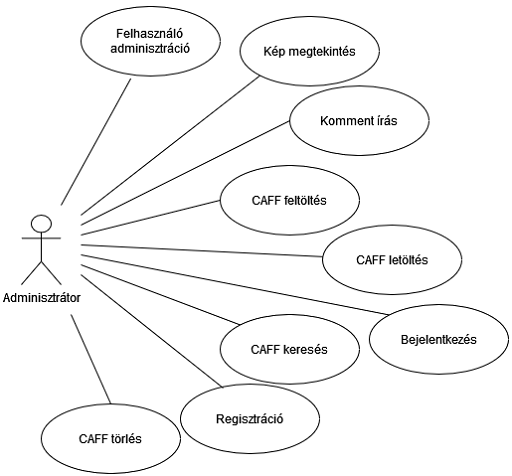 Felhasználó
adminisztráció
Kép megtekintés
Komment írás
CAFF feltöltés
CAFF letöltés
Adminisztrátor
Bejelentkezés
CAFF keresés
Regisztráció
CAFF törlés